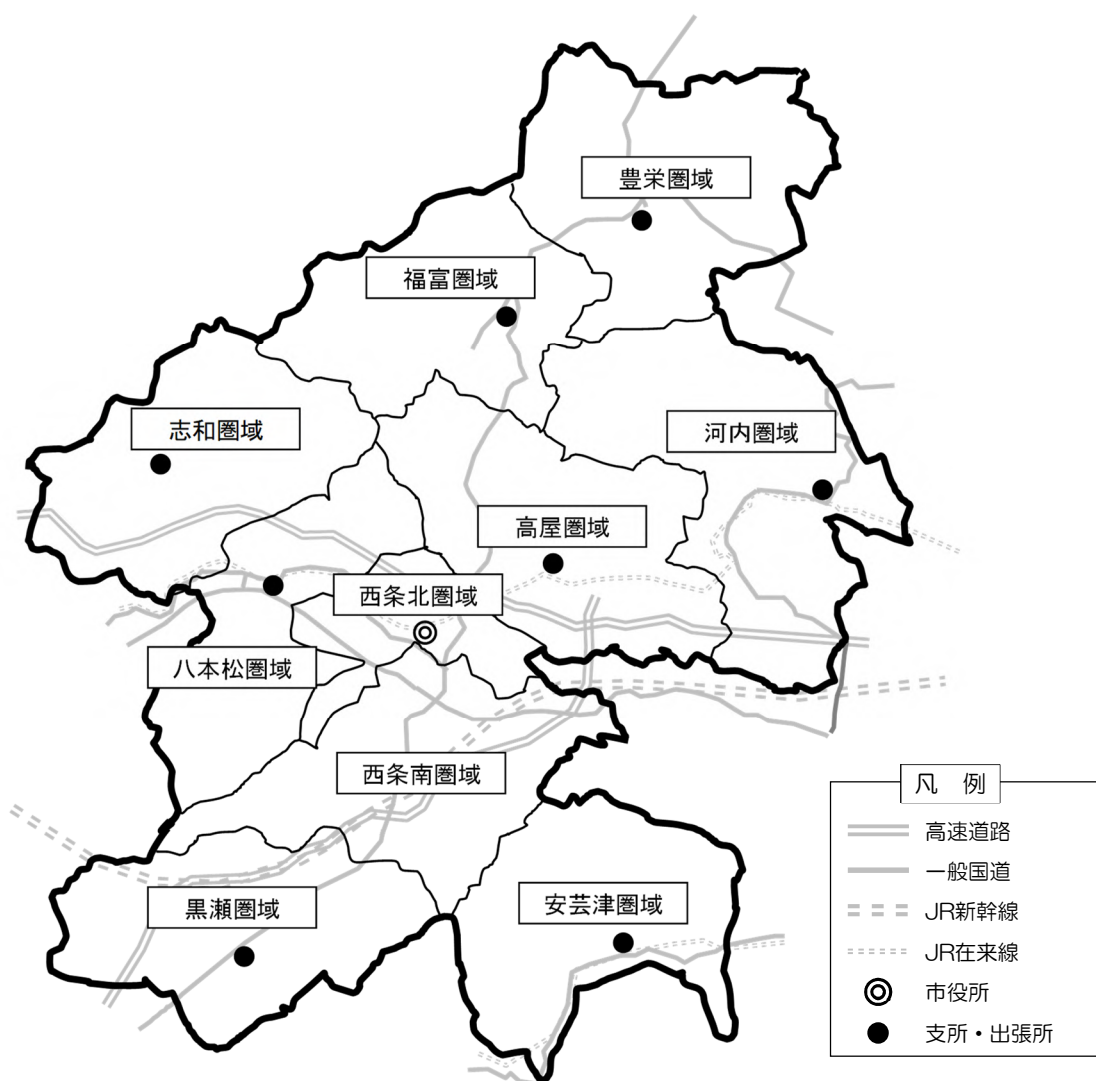 豊栄圏域
福富圏域
志和圏域
河内圏域
高屋圏域
西条北圏域
八本松圏域
西条南圏域
黒瀬圏域
安芸津圏域
凡 例
高速道路
一般国道
JR新幹線
JR在来線
市役所
支所・出張所